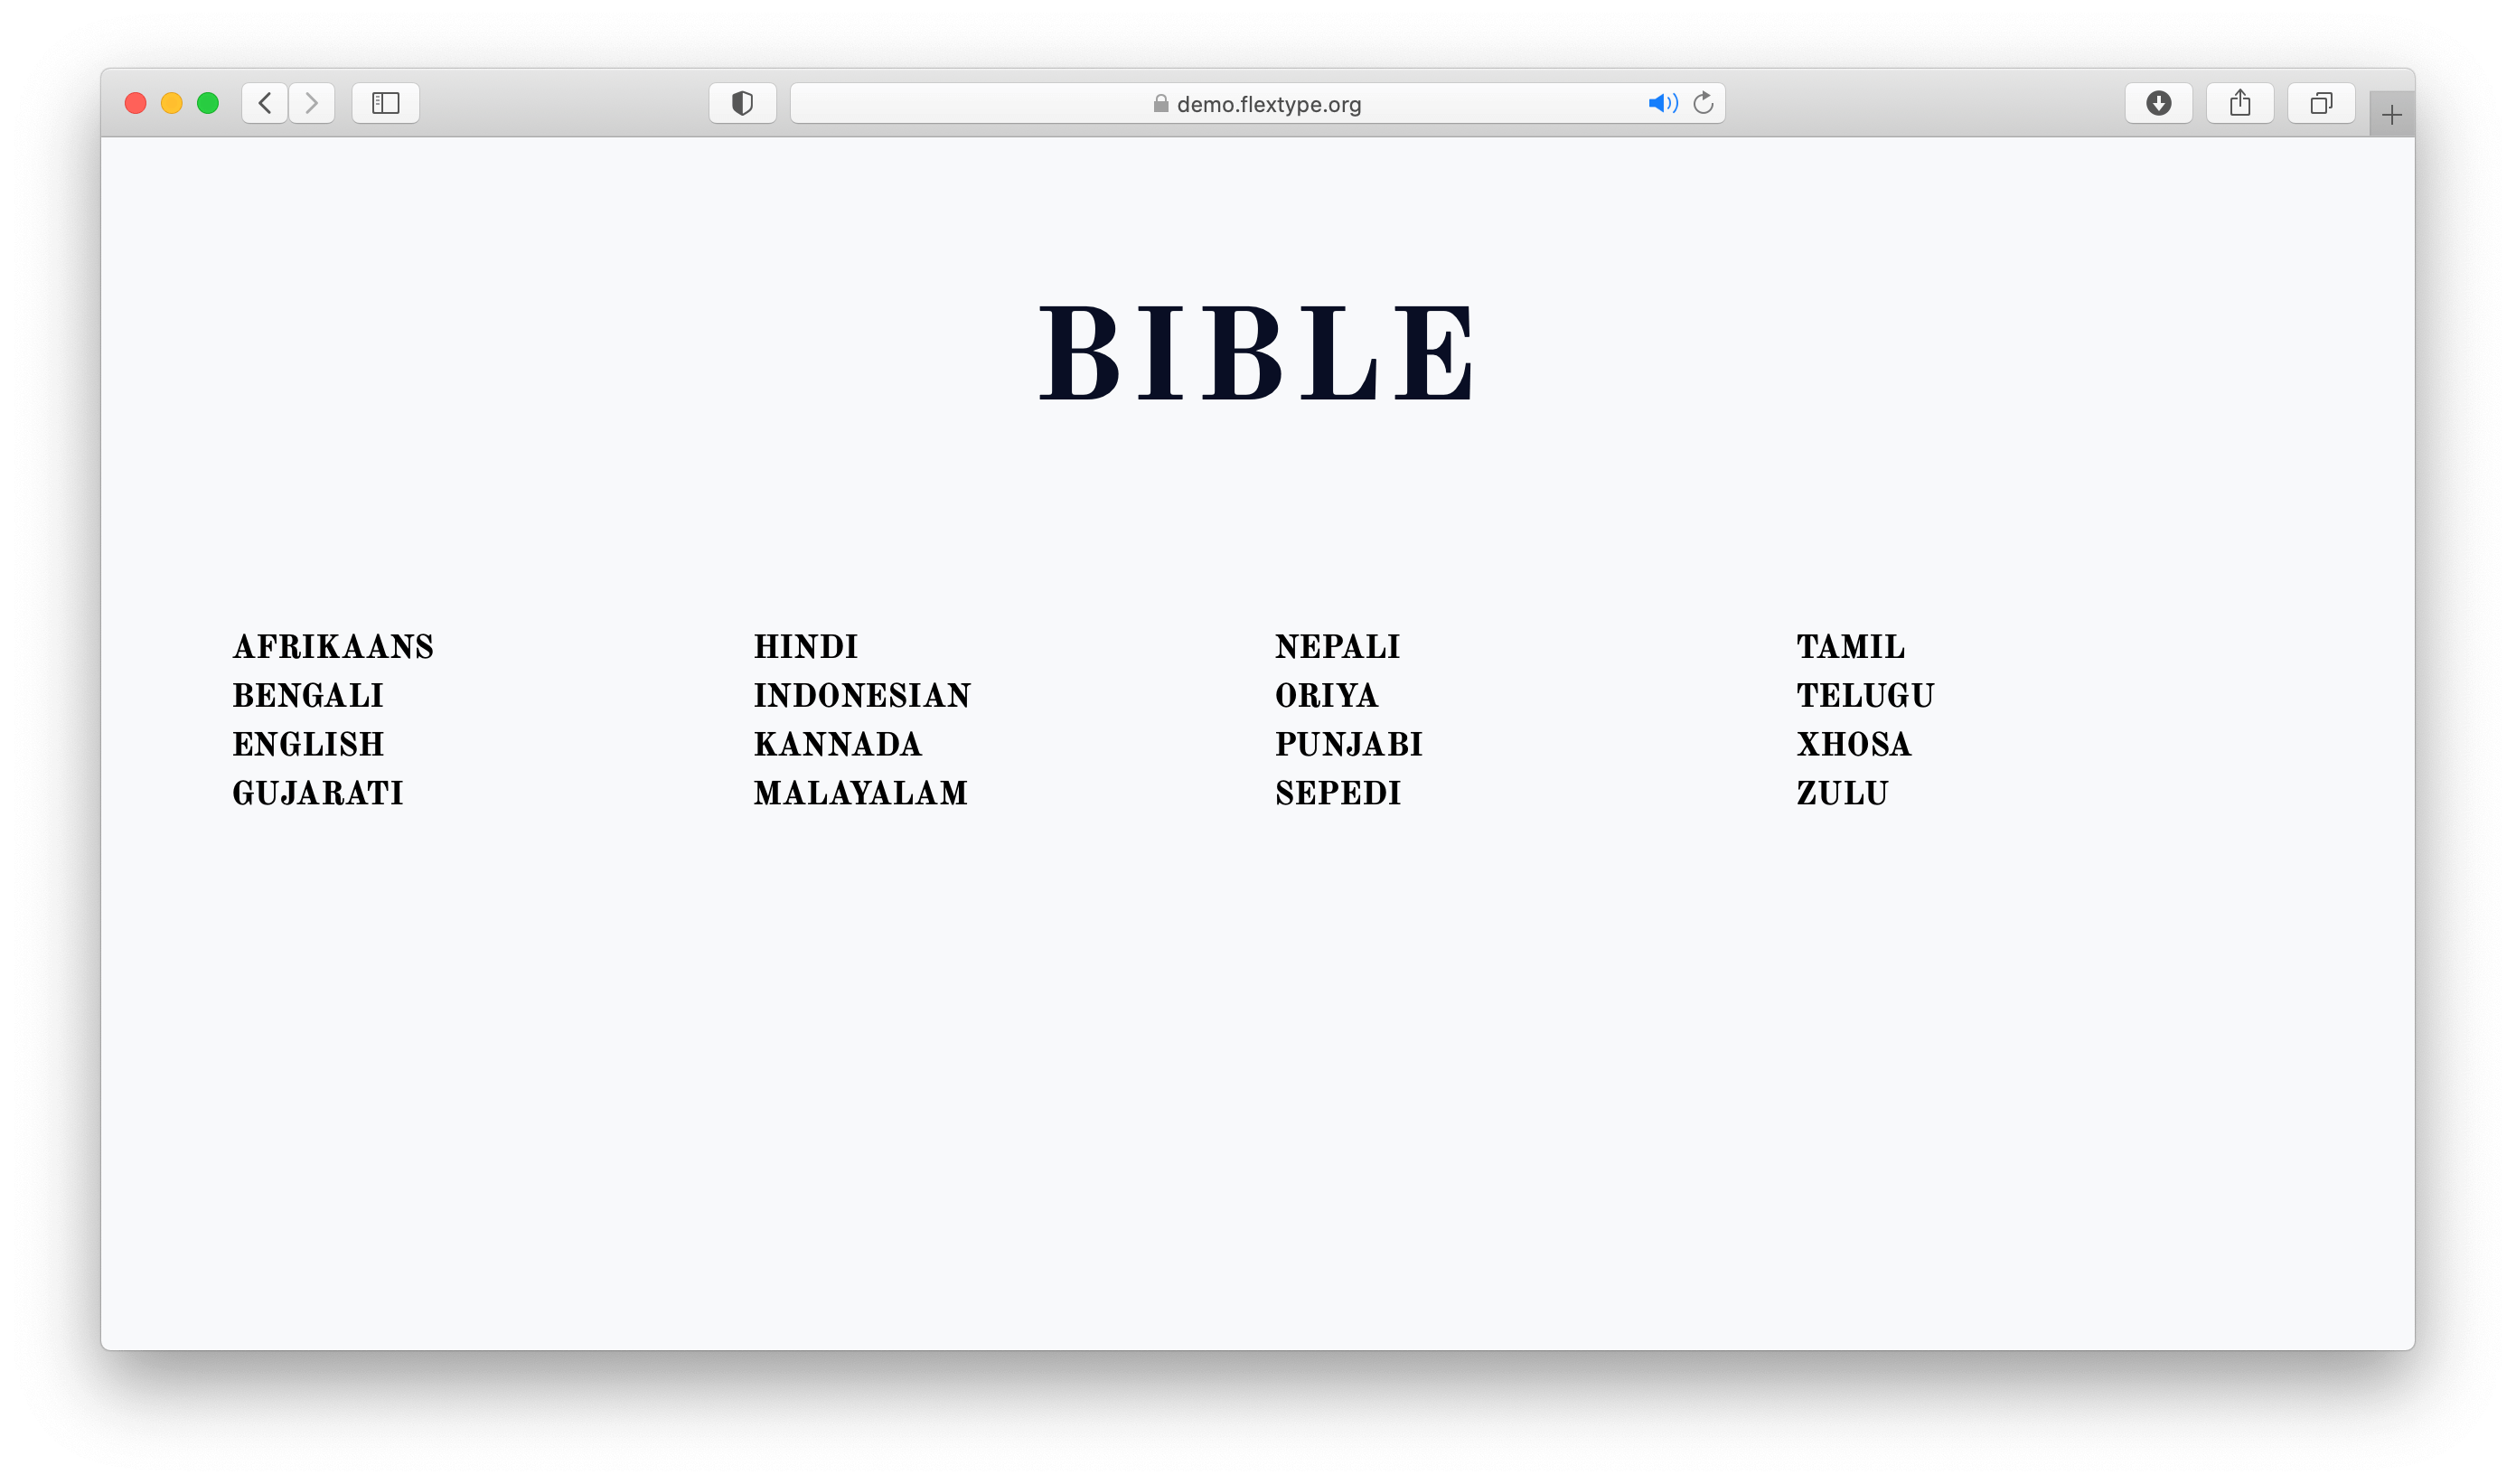 demo.flextype.org
BIBLE
AFRIKAANS
BENGALI
ENGLISH
GUJARATI
HINDI
INDONESIAN
KANNADA
MALAYALAM
NEPALI
ORIYA
PUNJABI
SEPEDI
TAMIL
TELUGU
XHOSA
ZULU